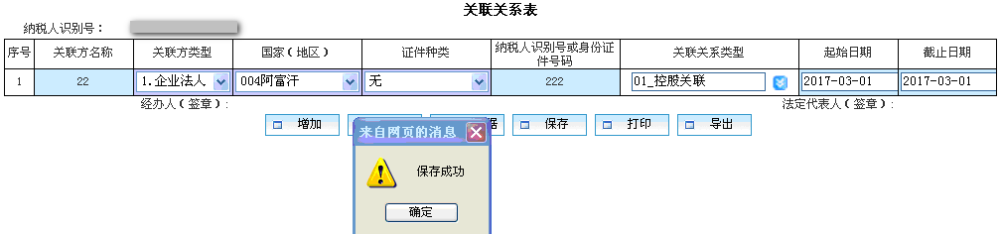 关联关系表
纳税人识别号：
序号 关联方名称 关联方类型 国家（地区） 证件种类 纳税人识别号或身份证件号码 关联关系类型 起始日期 截止日期
1 22 1.企业法人 004阿富汗 无 222 01_控股关联 2017-03-01 2017-03-01
经办人（签章）： 法定代表人（签章）：
增加 据 保存 打印 导出
来自网页的消息
保存成功
确定